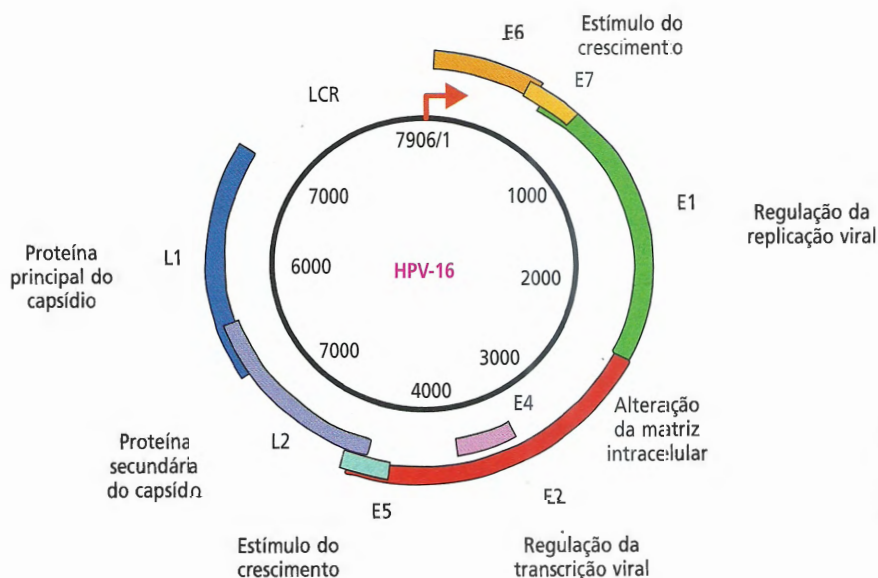 E6
Estímulo do
crescimento
E7
LCR
7906/1
7000
1000
E1
Regulação da
replicação viral
Proteína
principal do
capsídio
L1
6000
HPV-16
2000
7000
3000
4000
E4
Alteração
da matriz
intracelular
Proteína
secundária
do capsídio
L2
E5
E2
Estímulo do
crescimento
Regulação da
transcrição viral